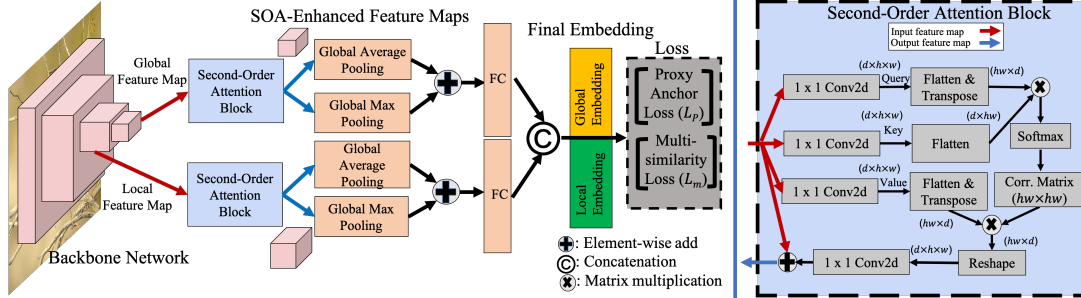 SOA-Enhanced Feature Maps
Global
Feature Map
Second-Order
Attention
Block
Global Average
Pooling
Global Max
Pooling
FC
Local
Feature Map
Second-Order
Attention
Block
Global
Average
Pooling
Global Max
Pooling
FC
Backbone Network
Final Embedding
Global
Embedding
Local
Embedding
Loss
Proxy
Anchor
Loss (L_P)
Multi-
similarity
Loss (L_m)
C
: Element-wise add
C: Concatenation
: Matrix multiplication
Second-Order Attention Block
Input feature map
Output feature map
1 x 1 Conv2d
(d×h×w)
Query
Flatten &
Transpose
(hw×d)
1 x 1 Conv2d
(d×h×w)
Key
Flatten
(d×hw)
Softmax
1 x 1 Conv2d
(d×h×w)
Value
Flatten &
Transpose
Corr. Matrix
(hw×hw)
(hw×d)
(hw×d)
1 x 1 Conv2d
(d×h×w)
Reshape